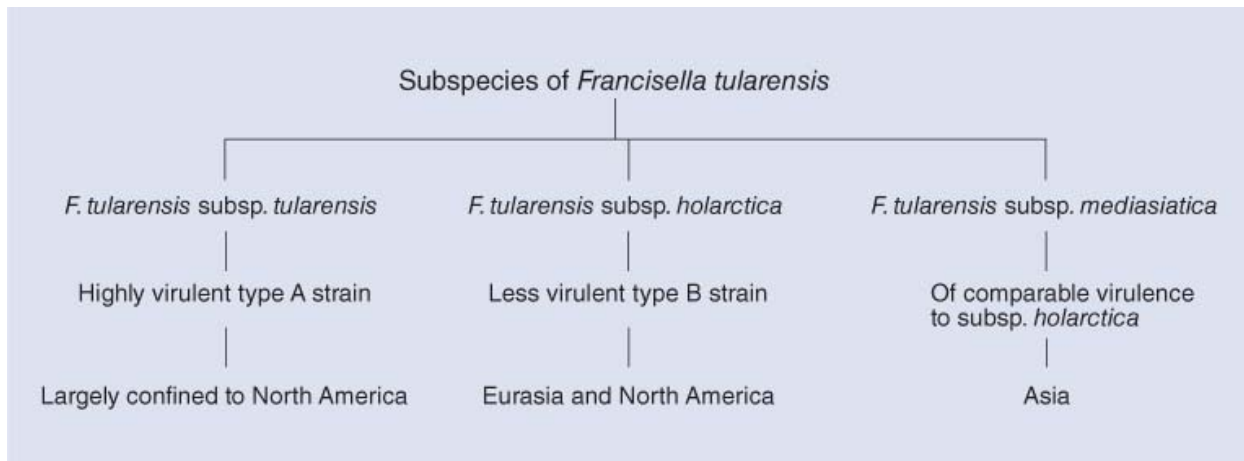 Subspecies of Francisella tularensis
F. tularensis subsp. tularensis
F. tularensis subsp. holarctica
F. tularensis subsp. mediasiatica
Highly virulent type A strain
Less virulent type B strain
Of comparable virulence
to subsp. holarctica
Largely confined to North America
Eurasia and North America
Asia